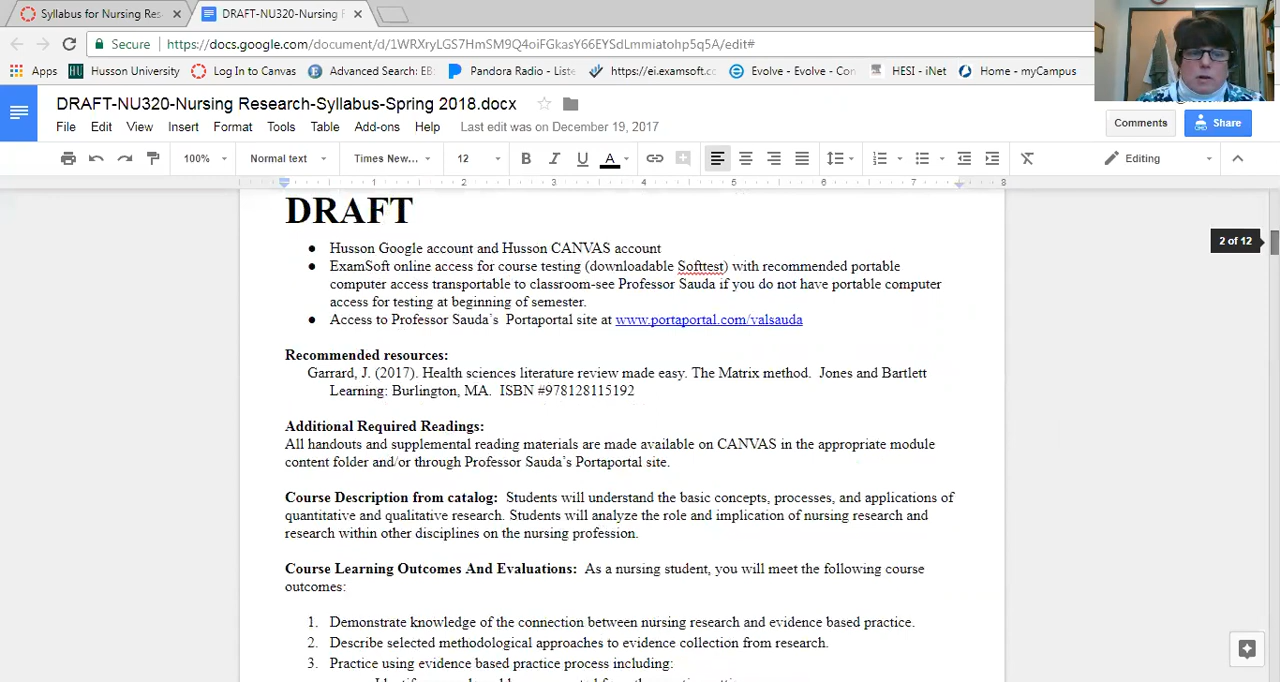 Syllabus for Nursing Res
DRAFT-NU320-Nursing F
Secure
https://docs.google.com/document/d/1WRXryLGS7HmSM9Q4oiFGkasY66EYSdLmmiatohp5q5A/edit#
Apps
Husson University
Log In to Canvas
Advanced Search: EB
Pandora Radio - Liste
https://ei.examsoft.cc
Evolve - Evolve - Con
HESI - iNet
Home - myCampus
DRAFT-NU320-Nursing Research-Syllabus-Spring 2018.docx
Comments
Share
File Edit View Insert Format Tools Table Add-ons Help Last edit was on December 19, 2017
100% Normal text Times New... 12 B I U A Editing
1 2 3 4 5 6 7 8
DRAFT
● Husson Google account and Husson CANVAS account
2 of 12
● ExamSoft online access for course testing (downloadable Softtest) with recommended portable
computer access transportable to classroom-see Professor Sauda if you do not have portable computer
access for testing at beginning of semester.
● Access to Professor Sauda's Portaportal site at www.portaportal.com/valsauda
Recommended resources:
Garrard, J. (2017). Health sciences literature review made easy. The Matrix method. Jones and Bartlett
Learning: Burlington, MA. ISBN #978128115192
Additional Required Readings:
All handouts and supplemental reading materials are made available on CANVAS in the appropriate module
content folder and/or through Professor Sauda's Portaportal site.
Course Description from catalog: Students will understand the basic concepts, processes, and applications of
quantitative and qualitative research. Students will analyze the role and implication of nursing research and
research within other disciplines on the nursing profession.
Course Learning Outcomes And Evaluations: As a nursing student, you will meet the following course
outcomes:
1. Demonstrate knowledge of the connection between nursing research and evidence based practice.
2. Describe selected methodological approaches to evidence collection from research.
3. Practice using evidence based practice process including: